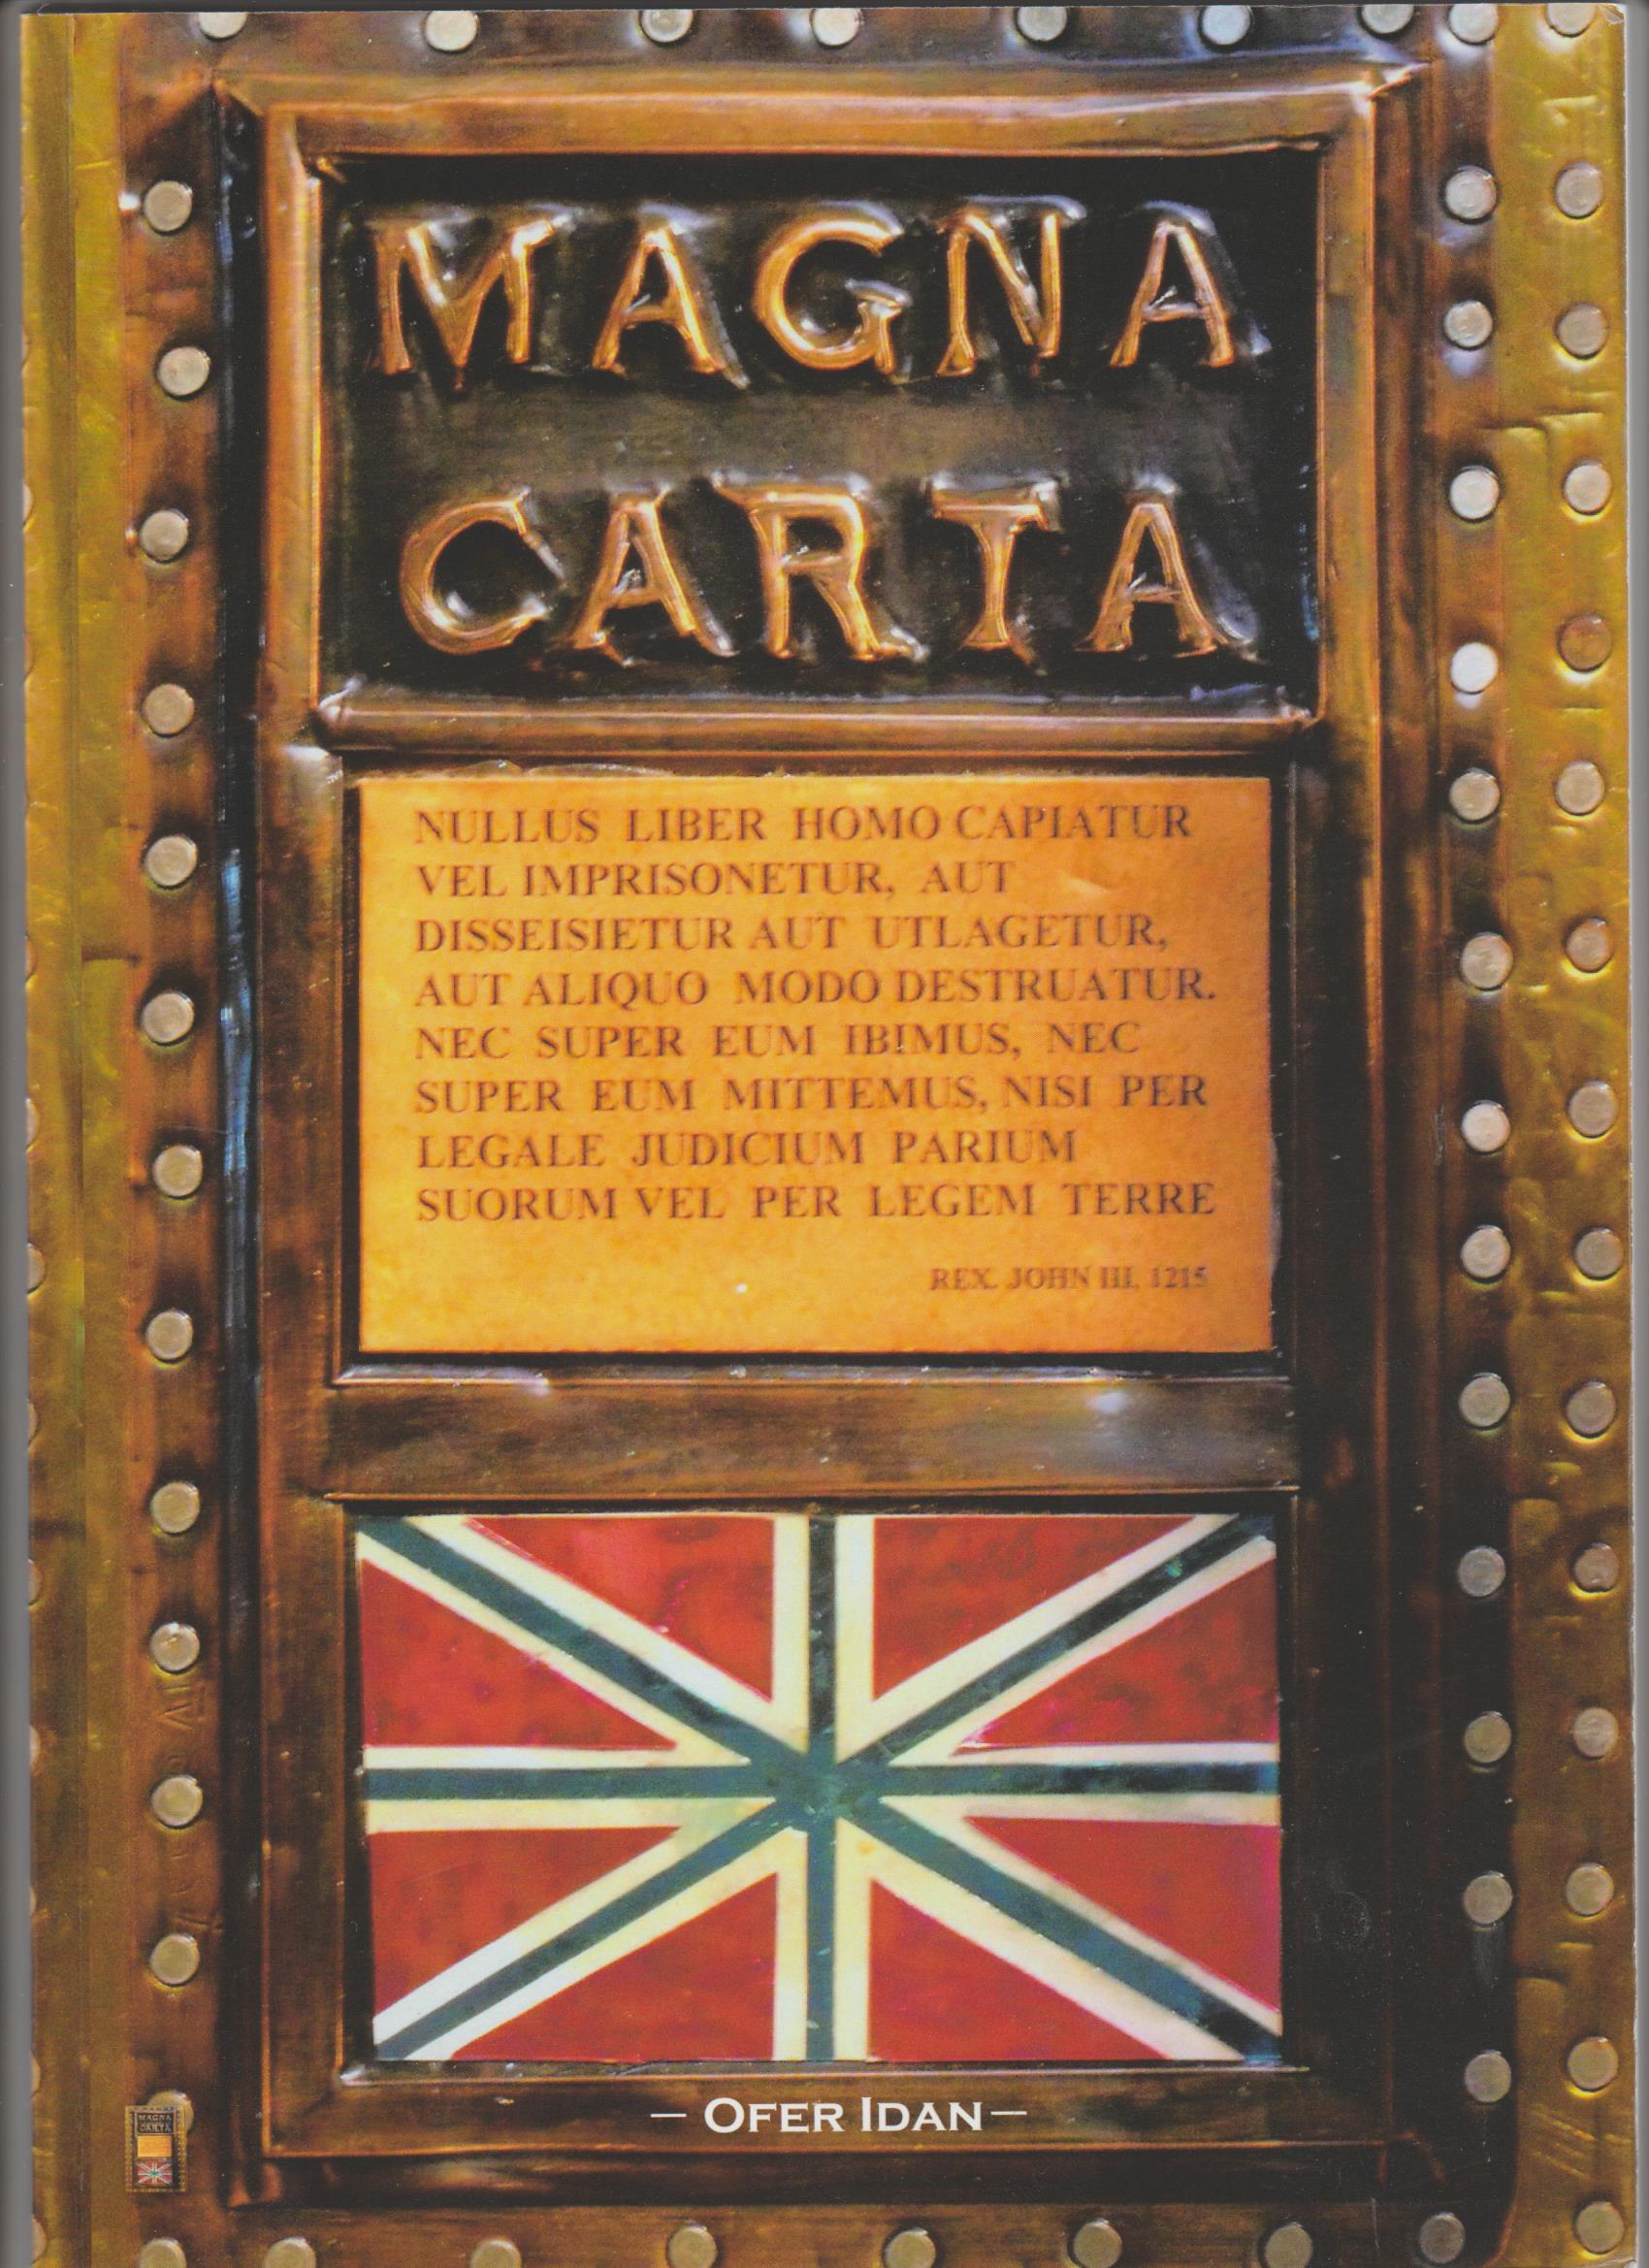 MAGNA
CARTA
NULLUS LIBER HOMO CAPIATUR
VEL IMPRISONETUR, AUT
DISSEISIETUR AUT UTLAGETUR,
AUT ALIQUO MODO DESTRUATUR.
NEC SUPER EUM IBIMUS, NEC
SUPER EUM MITTEMUS, NISI PER
LEGALE JUDICIUM PARIUM
SUORUM VEL PER LEGEM TERRE
REX. JOHN III, 1215
— OFER IDAN —
MAGNA
CARTA